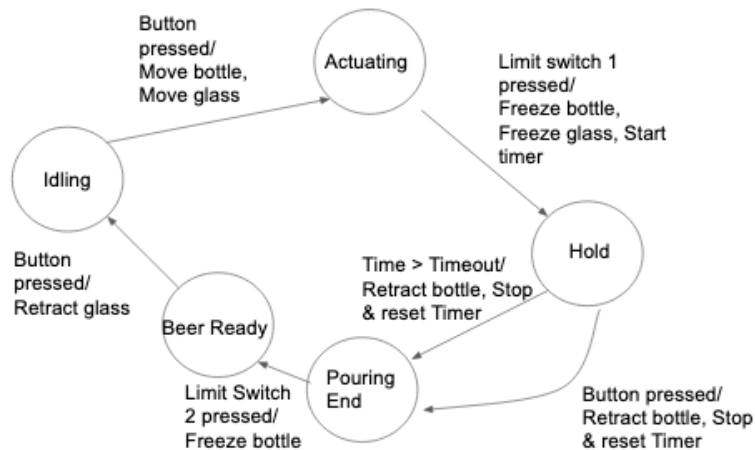 Button
pressed/
Move bottle,
Move glass
Actuating
Limit switch 1
pressed/
Freeze bottle,
Freeze glass, Start
timer
Idling
Hold
Button
pressed/
Retract glass
Time > Timeout/
Retract bottle, Stop
& reset Timer
Beer Ready
Pouring
End
Limit Switch
2 pressed/
Freeze bottle
Button pressed/
Retract bottle, Stop
& reset Timer